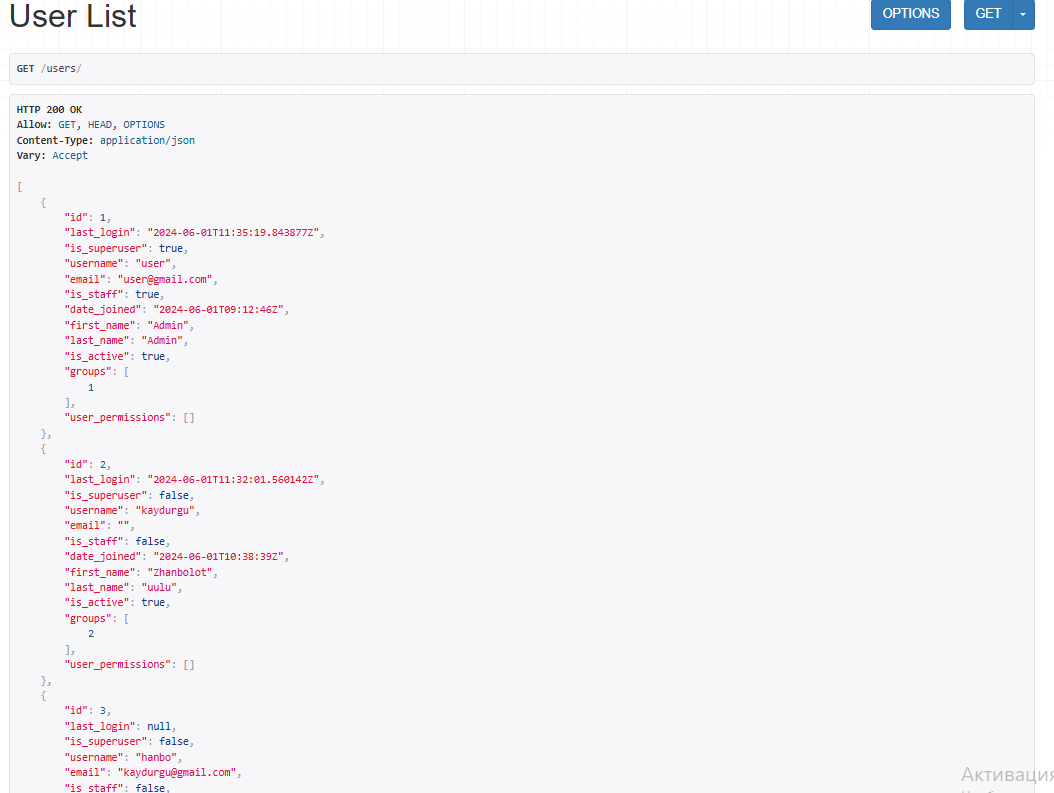 User List
OPTIONS GET
GET /users/
HTTP 200 OK
Allow: GET, HEAD, OPTIONS
Content-Type: application/json
Vary: Accept
[
{
"id": 1,
"last_login": "2024-06-01T11:35:19.843877Z",
"is_superuser": true,
"username": "user",
"email": "user@gmail.com",
"is_staff": true,
"date_joined": "2024-06-01T09:12:46Z",
"first_name": "Admin",
"last_name": "Admin",
"is_active": true,
"groups": [
1
],
"user_permissions": []
},
{
"id": 2,
"last_login": "2024-06-01T11:32:01.560142Z",
"is_superuser": false,
"username": "kaydurgu",
"email": "",
"is_staff": false,
"date_joined": "2024-06-01T10:38:39Z",
"first_name": "Zhanbolot",
"last_name": "uulu",
"is_active": true,
"groups": [
2
],
"user_permissions": []
},
{
"id": 3,
"last_login": null,
"is_superuser": false,
"username": "hanbo",
"email": "kaydurgu@gmail.com",
"is_staff": false,
Активация